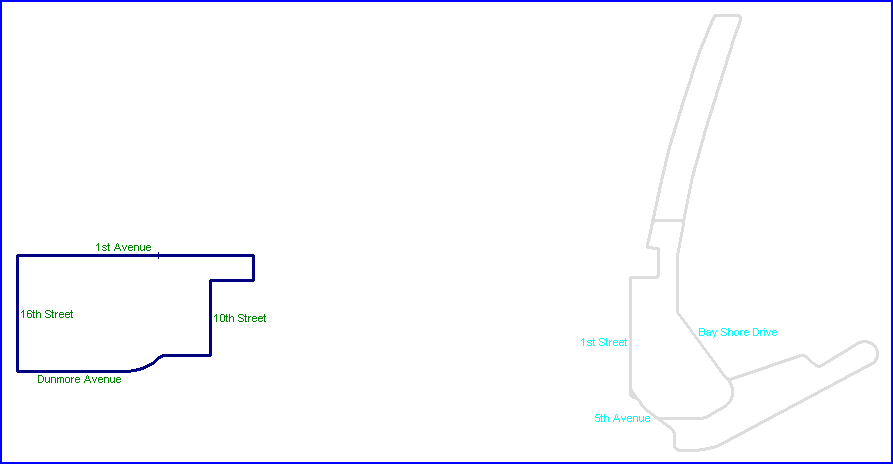 1st Avenue
16th Street
10th Street
Bay Shore Drive
1st Street
Dunmore Avenue
5th Avenue